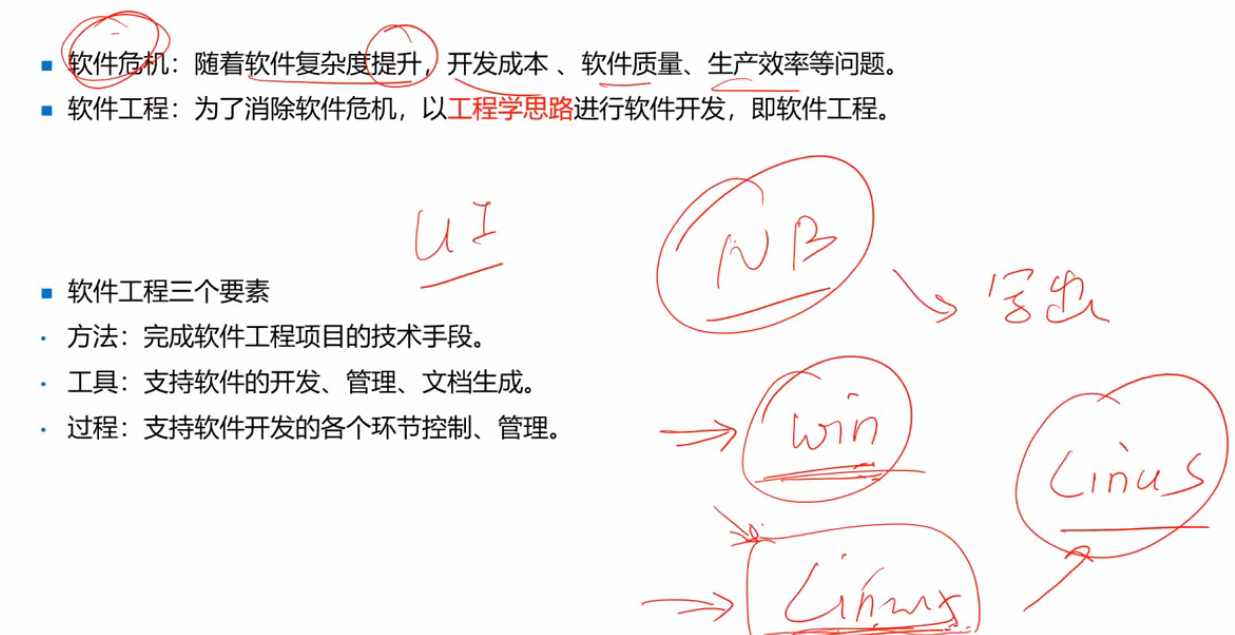 软件危机：随着软件复杂度提升，开发成本 、软件质量、生产效率等问题。
软件工程：为了消除软件危机，以工程学思路进行软件开发，即软件工程。
UI
NB
写出
软件工程三个要素
方法：完成软件工程项目的技术手段。
工具：支持软件的开发、管理、文档生成。
过程：支持软件开发的各个环节控制、管理。
win
Linus
Linux